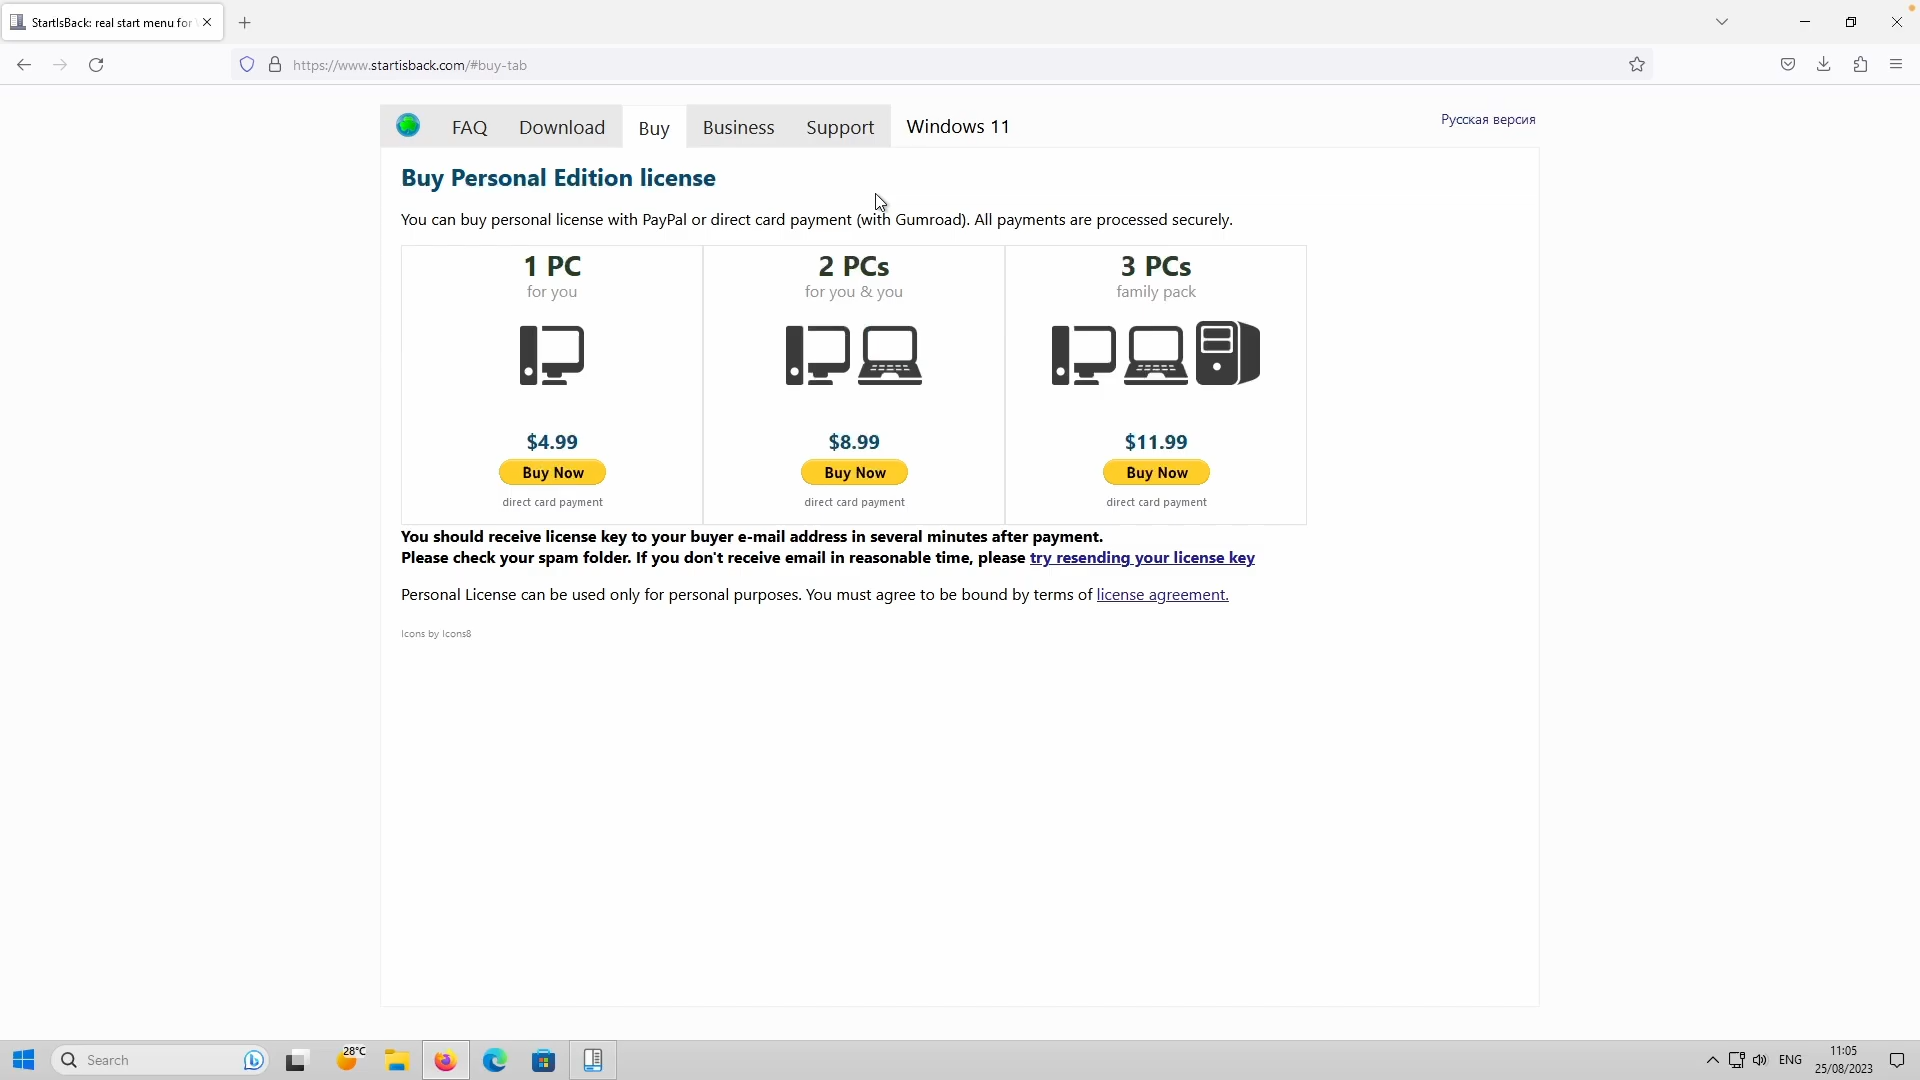 StartIsBack: real start menu for
https://www.startisback.com/#buy-tab
FAQ Download Buy Business Support Windows 11 Русская версия
Buy Personal Edition license
You can buy personal license with PayPal or direct card payment (with Gumroad). All payments are processed securely.
1 PC
for you
$4.99
Buy Now
direct card payment
2 PCs
for you & you
$8.99
Buy Now
direct card payment
3 PCs
family pack
$11.99
Buy Now
direct card payment
You should receive license key to your buyer e-mail address in several minutes after payment.
Please check your spam folder. If you don't receive email in reasonable time, please try resending your license key
Personal License can be used only for personal purposes. You must agree to be bound by terms of license agreement.
Icons by Icons8
Search
28°C
ENG
11:05
25/08/2023